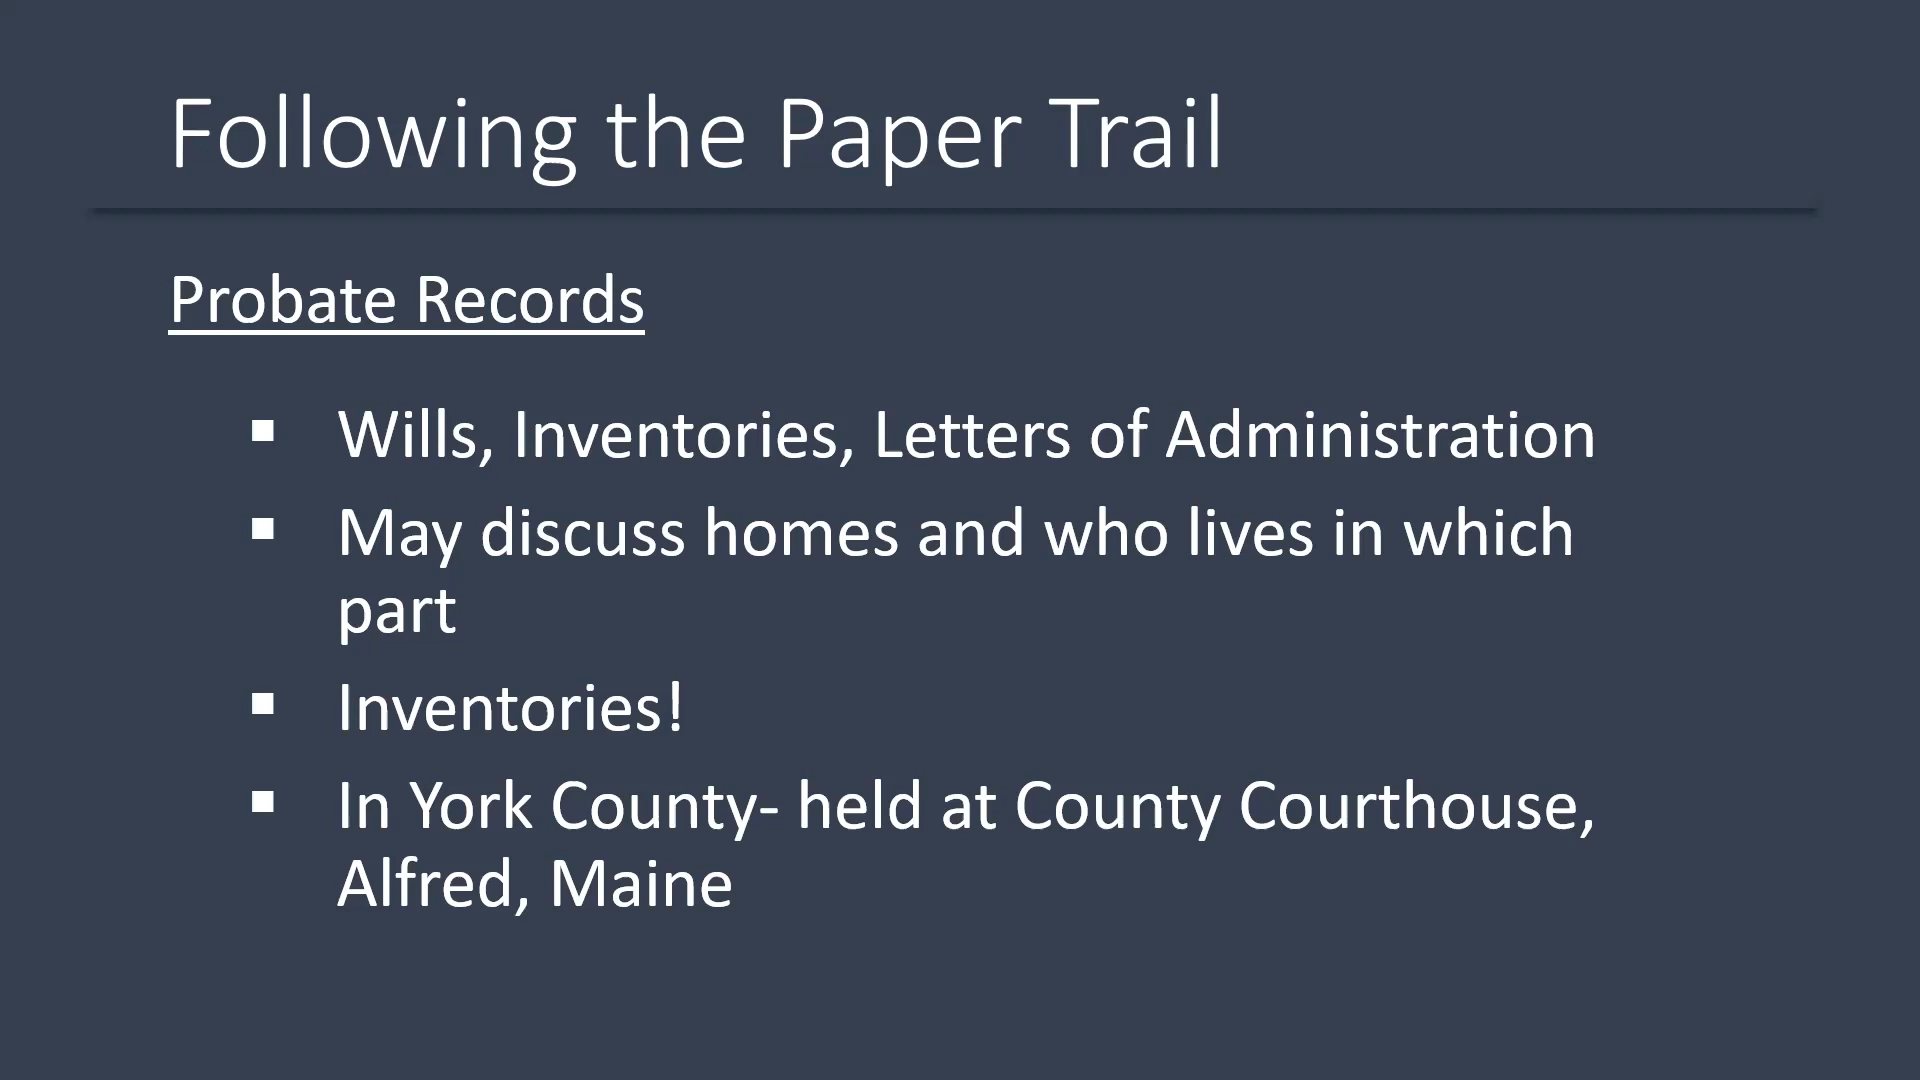 Following the Paper Trail
Probate Records
▪ Wills, Inventories, Letters of Administration
▪ May discuss homes and who lives in which
part
▪ Inventories!
▪ In York County- held at County Courthouse,
Alfred, Maine